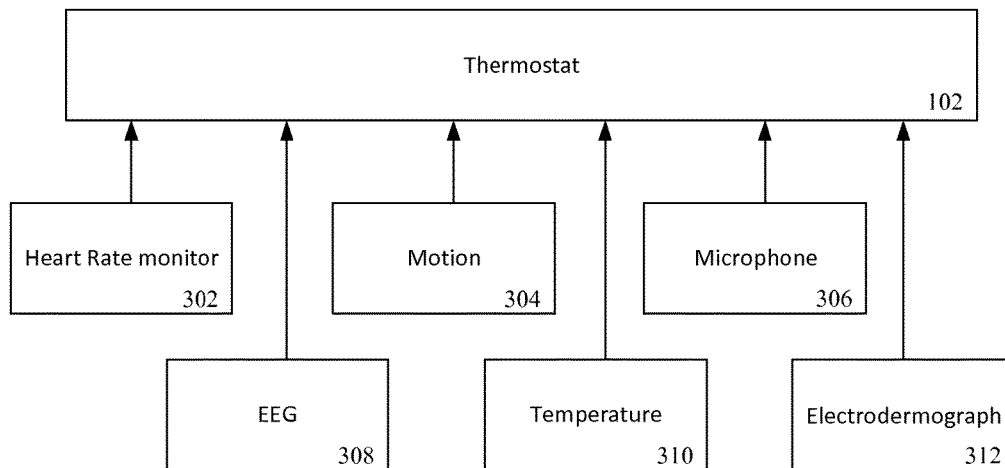 Thermostat
102
Heart Rate monitor
302
Motion
304
Microphone
306
EEG
308
Temperature
310
Electrodermograph
312